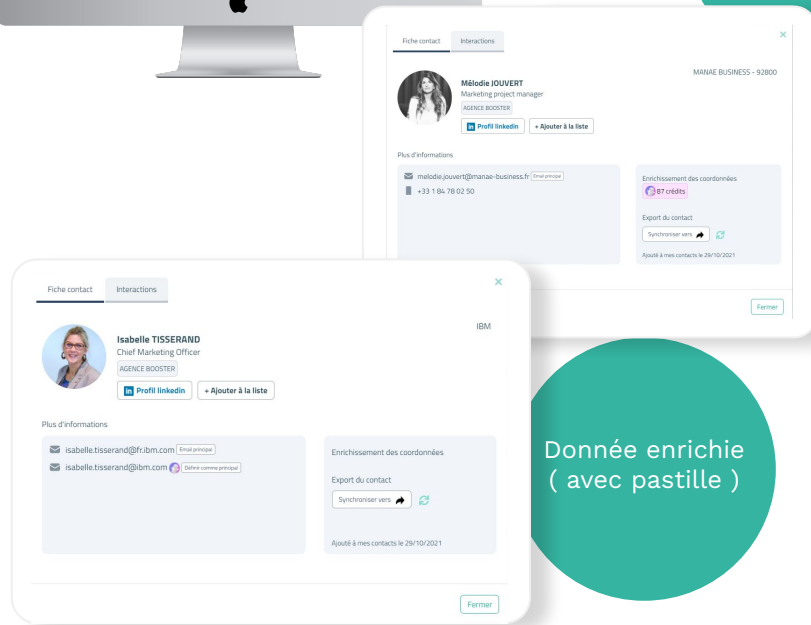 Fiche contact Interactions ×
MANAE BUSINESS - 92800
Mélodie JOUVERT
Marketing project manager
AGENCE BOOSTER
in Profil linkedin + Ajouter à la liste
Plus d'informations
melodie.jouvert@manae-business.fr Email principal
+33 1 84 78 02 50
Enrichissement des coordonnées
87 crédits
Export du contact
Synchroniser vers
Ajouté à mes contacts le 29/10/2021
Fermer
Fiche contact Interactions ×
IBM
Isabelle TISSERAND
Chief Marketing Officer
AGENCE BOOSTER
in Profil linkedin + Ajouter à la liste
Plus d'informations
isabelle.tisserand@fr.ibm.com Email principal
isabelle.tisserand@ibm.com Définir comme principal
Enrichissement des coordonnées
Export du contact
Synchroniser vers
Ajouté à mes contacts le 29/10/2021
Fermer
Donnée enrichie
( avec pastille )